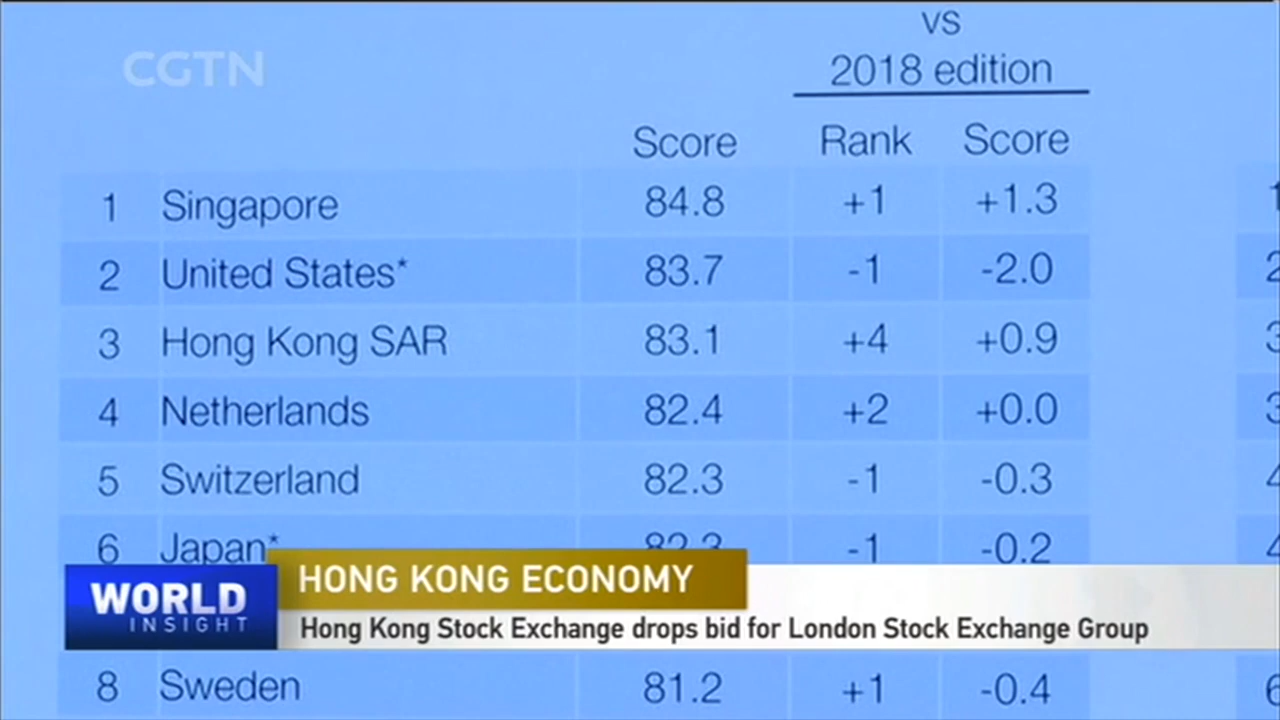 CGTN
vs
2018 edition
Score Rank Score
1 Singapore 84.8 +1 +1.3
2 United States* 83.7 -1 -2.0
3 Hong Kong SAR 83.1 +4 +0.9
4 Netherlands 82.4 +2 +0.0
5 Switzerland 82.3 -1 -0.3
6 Japan* 82.3 -1 -0.2
HONG KONG ECONOMY
WORLD
INSIGHT
Hong Kong Stock Exchange drops bid for London Stock Exchange Group
8 Sweden 81.2 +1 -0.4